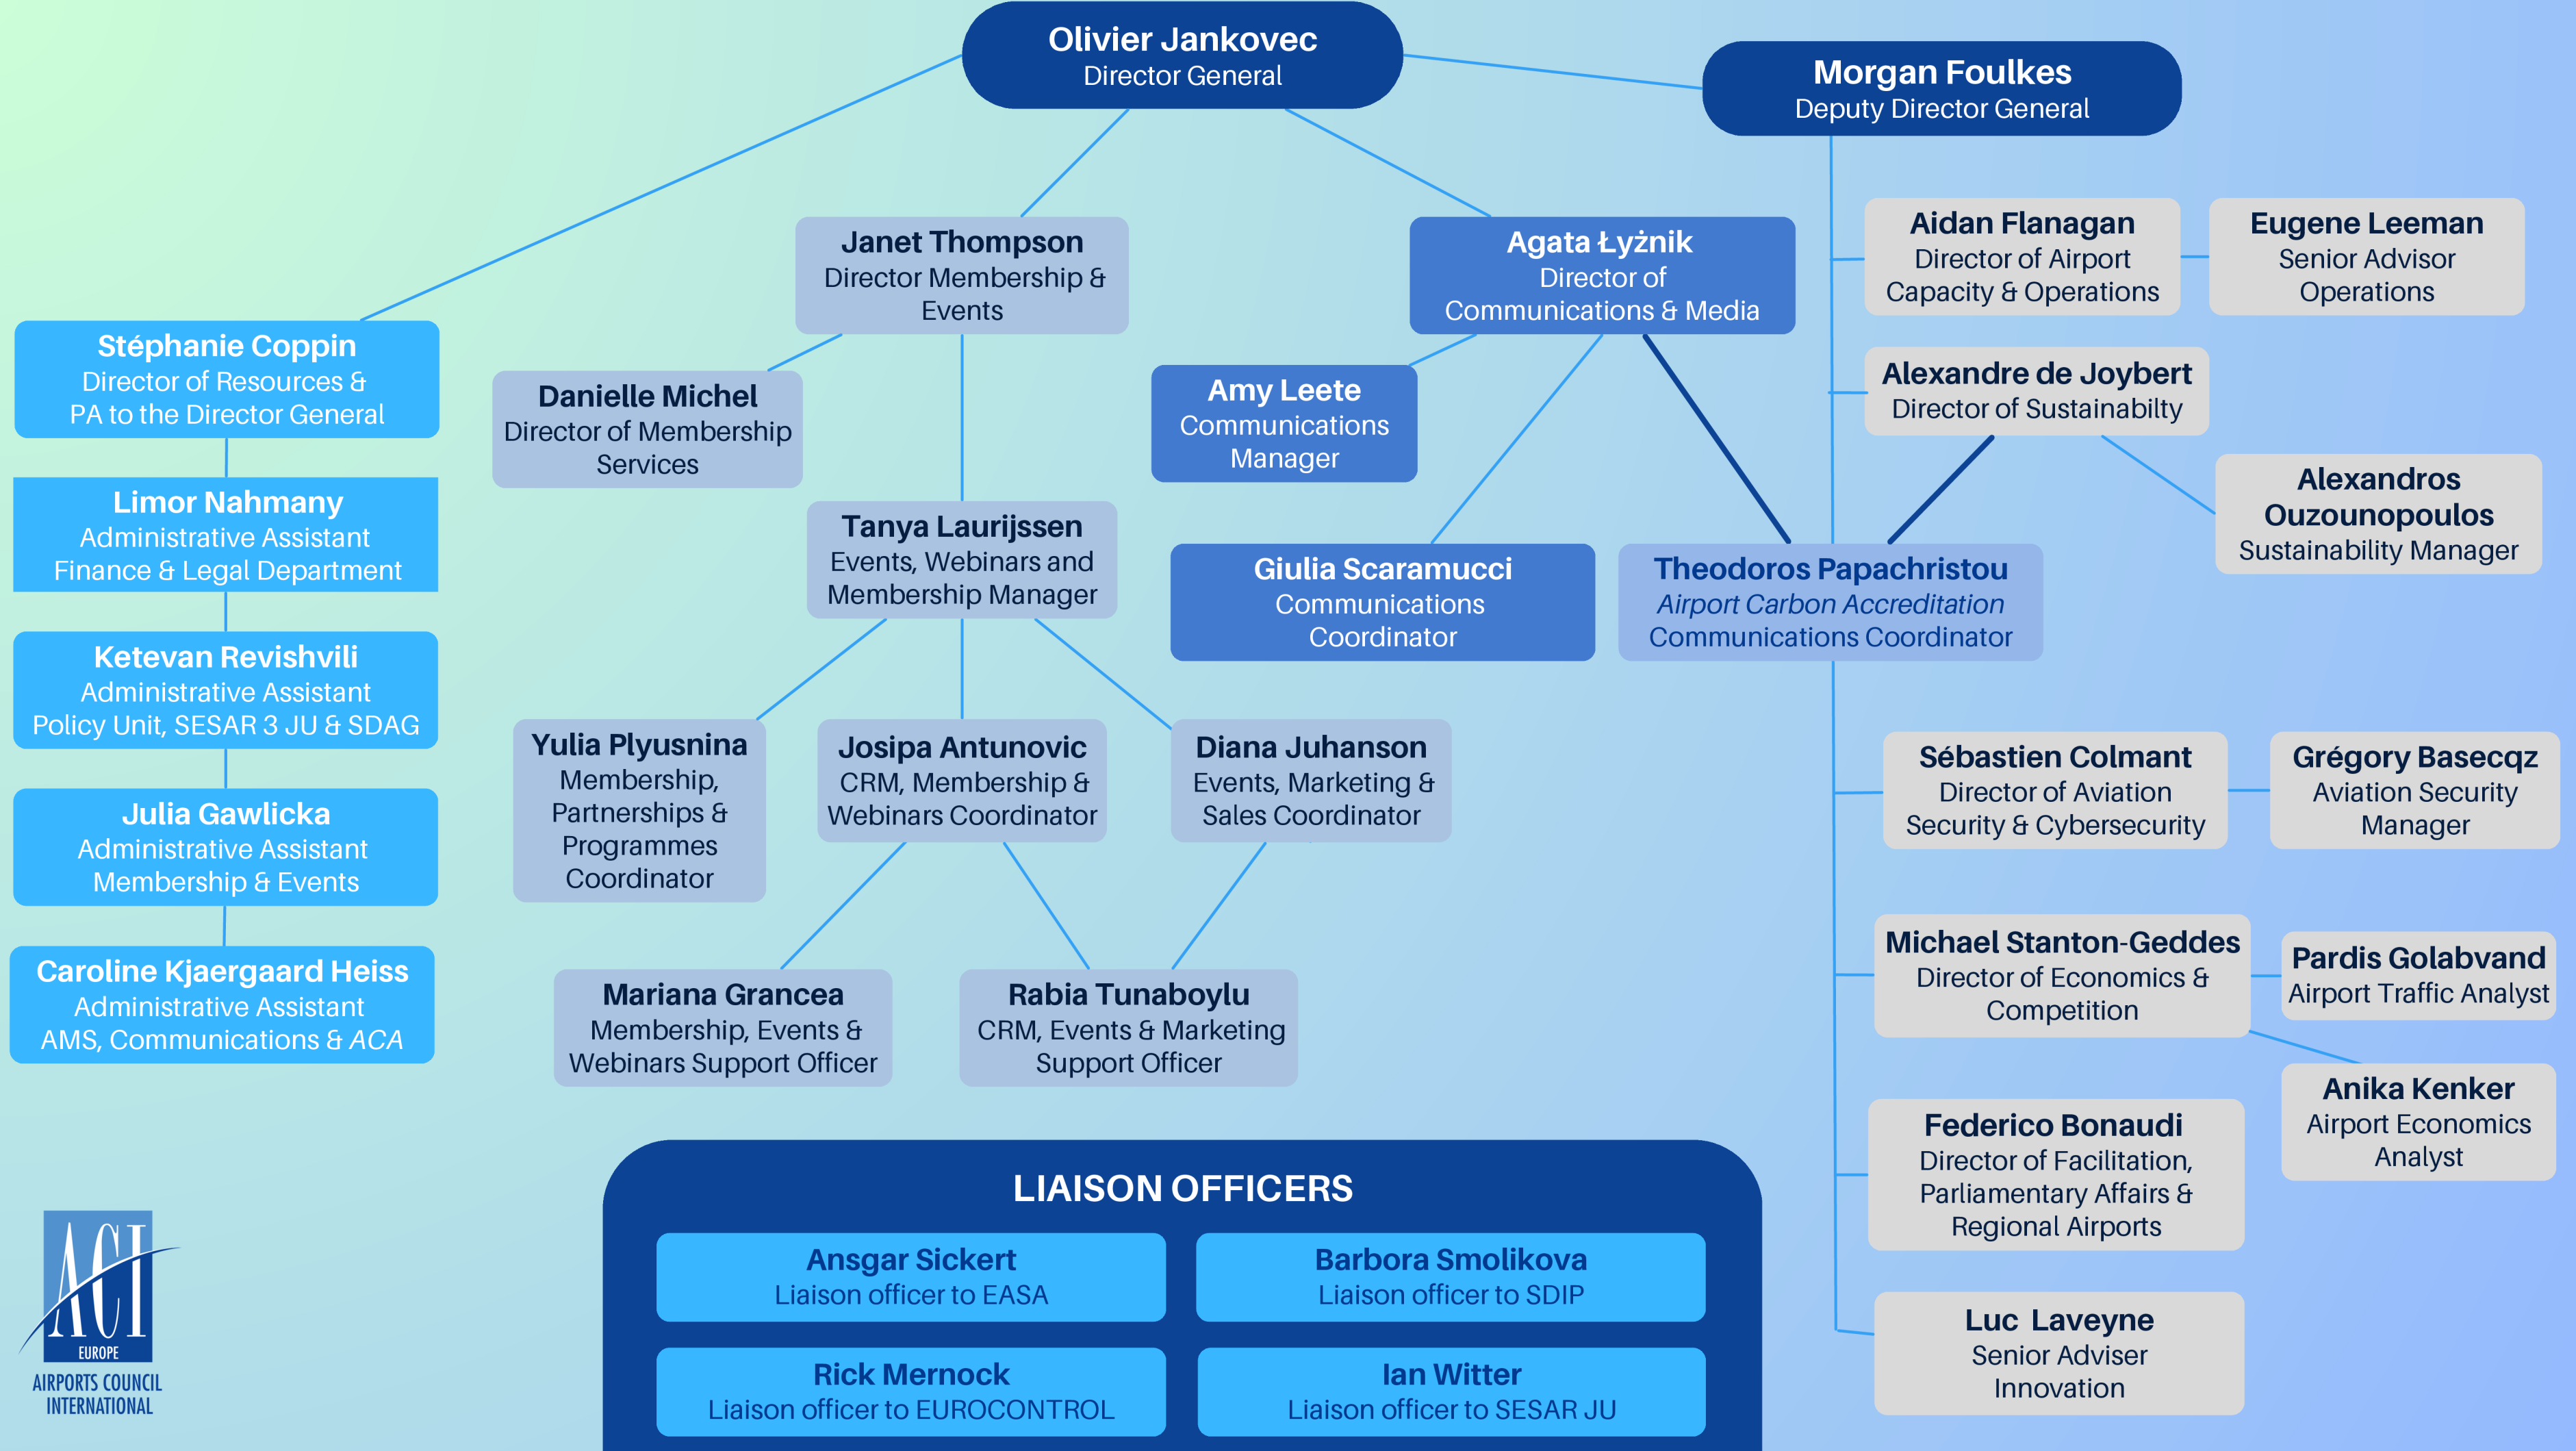 Olivier Jankovec
Director General
Morgan Foulkes
Deputy Director General
Stéphanie Coppin
Director of Resources &
PA to the Director General
Limor Nahmany
Administrative Assistant
Finance & Legal Department
Ketevan Revishvili
Administrative Assistant
Policy Unit, SESAR 3 JU & SDAG
Julia Gawlicka
Administrative Assistant
Membership & Events
Caroline Kjaergaard Heiss
Administrative Assistant
AMS, Communications & ACA
Janet Thompson
Director Membership &
Events
Danielle Michel
Director of Membership
Services
Tanya Laurijssen
Events, Webinars and
Membership Manager
Yulia Plyusnina
Membership,
Partnerships &
Programmes
Coordinator
Josipa Antunovic
CRM, Membership &
Webinars Coordinator
Diana Juhanson
Events, Marketing &
Sales Coordinator
Mariana Grancea
Membership, Events &
Webinars Support Officer
Rabia Tunaboylu
CRM, Events & Marketing
Support Officer
Agata Łyżnik
Director of
Communications & Media
Amy Leete
Communications
Manager
Giulia Scaramucci
Communications
Coordinator
Theodoros Papachristou
Airport Carbon Accreditation
Communications Coordinator
Aidan Flanagan
Director of Airport
Capacity & Operations
Eugene Leeman
Senior Advisor
Operations
Alexandre de Joybert
Director of Sustainabilty
Alexandros
Ouzounopoulos
Sustainability Manager
Sébastien Colmant
Director of Aviation
Security & Cybersecurity
Grégory Basecqz
Aviation Security
Manager
Michael Stanton-Geddes
Director of Economics &
Competition
Pardis Golabvand
Airport Traffic Analyst
Anika Kenker
Airport Economics
Analyst
Federico Bonaudi
Director of Facilitation,
Parliamentary Affairs &
Regional Airports
Luc Laveyne
Senior Adviser
Innovation
LIAISON OFFICERS
Ansgar Sickert
Liaison officer to EASA
Barbora Smolikova
Liaison officer to SDIP
Rick Mernock
Liaison officer to EUROCONTROL
Ian Witter
Liaison officer to SESAR JU
ACI
EUROPE
AIRPORTS COUNCIL
INTERNATIONAL